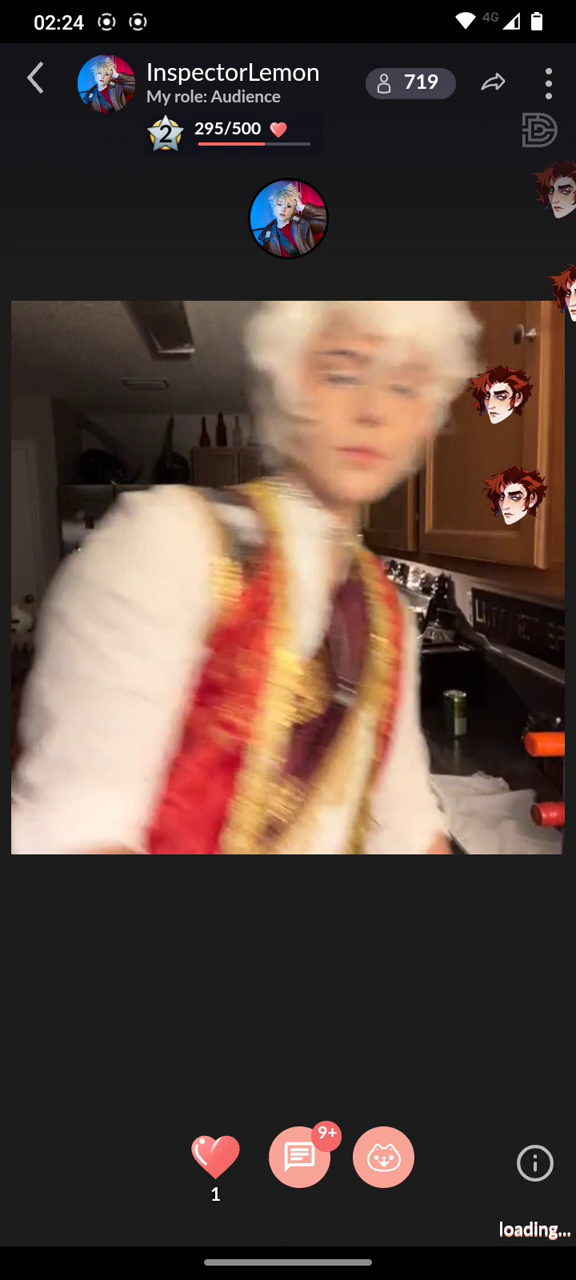 02:24
4G
InspectorLemon
My role: Audience
719
2
295/500
9+
1
loading...